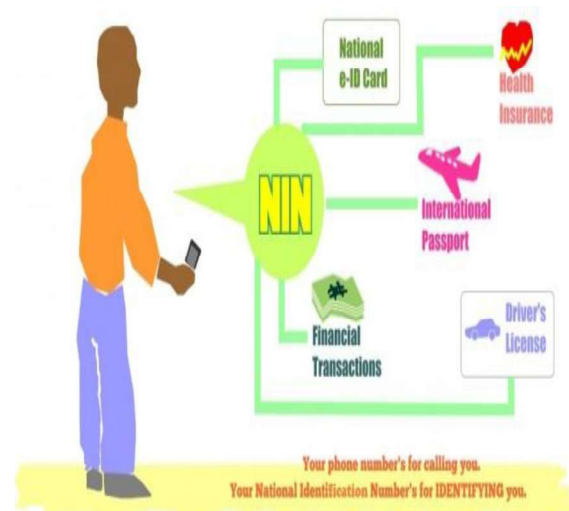 National
e-ID Card
Health
Insurance
NIN
International
Passport
Financial
Transactions
Driver's
License
Your phone number's for calling you.
Your National Identification Number's for IDENTIFYING you.